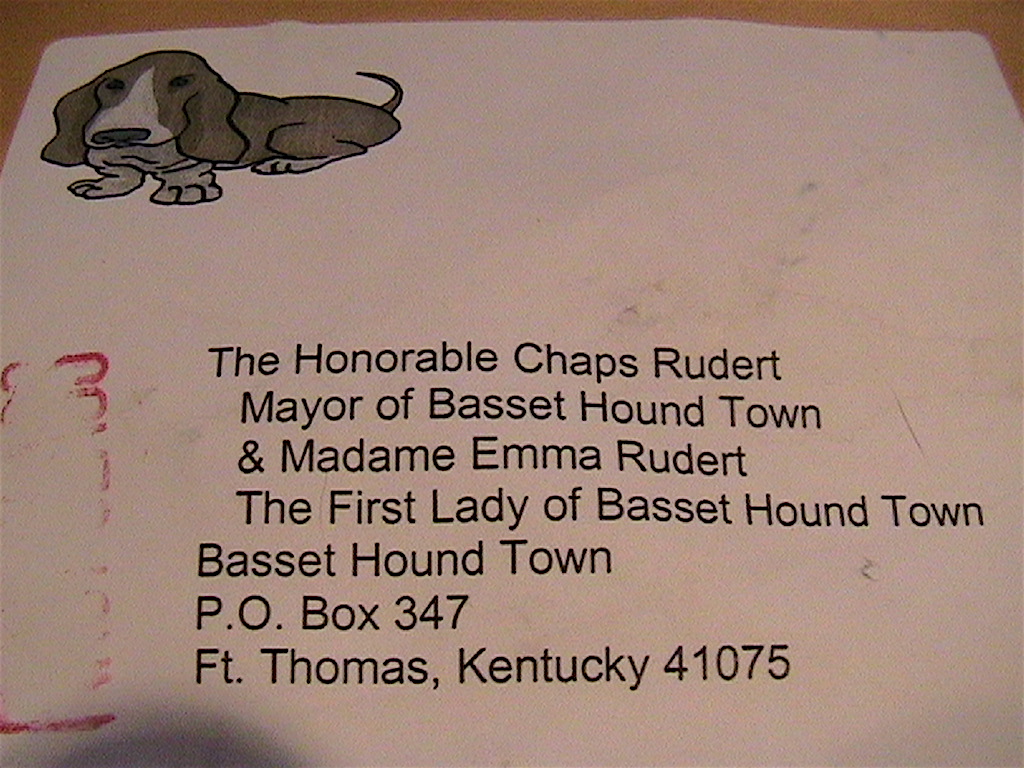 The Honorable Chaps Rudert
Mayor of Basset Hound Town
& Madame Emma Rudert
The First Lady of Basset Hound Town
Basset Hound Town
P.O. Box 347
Ft. Thomas, Kentucky 41075